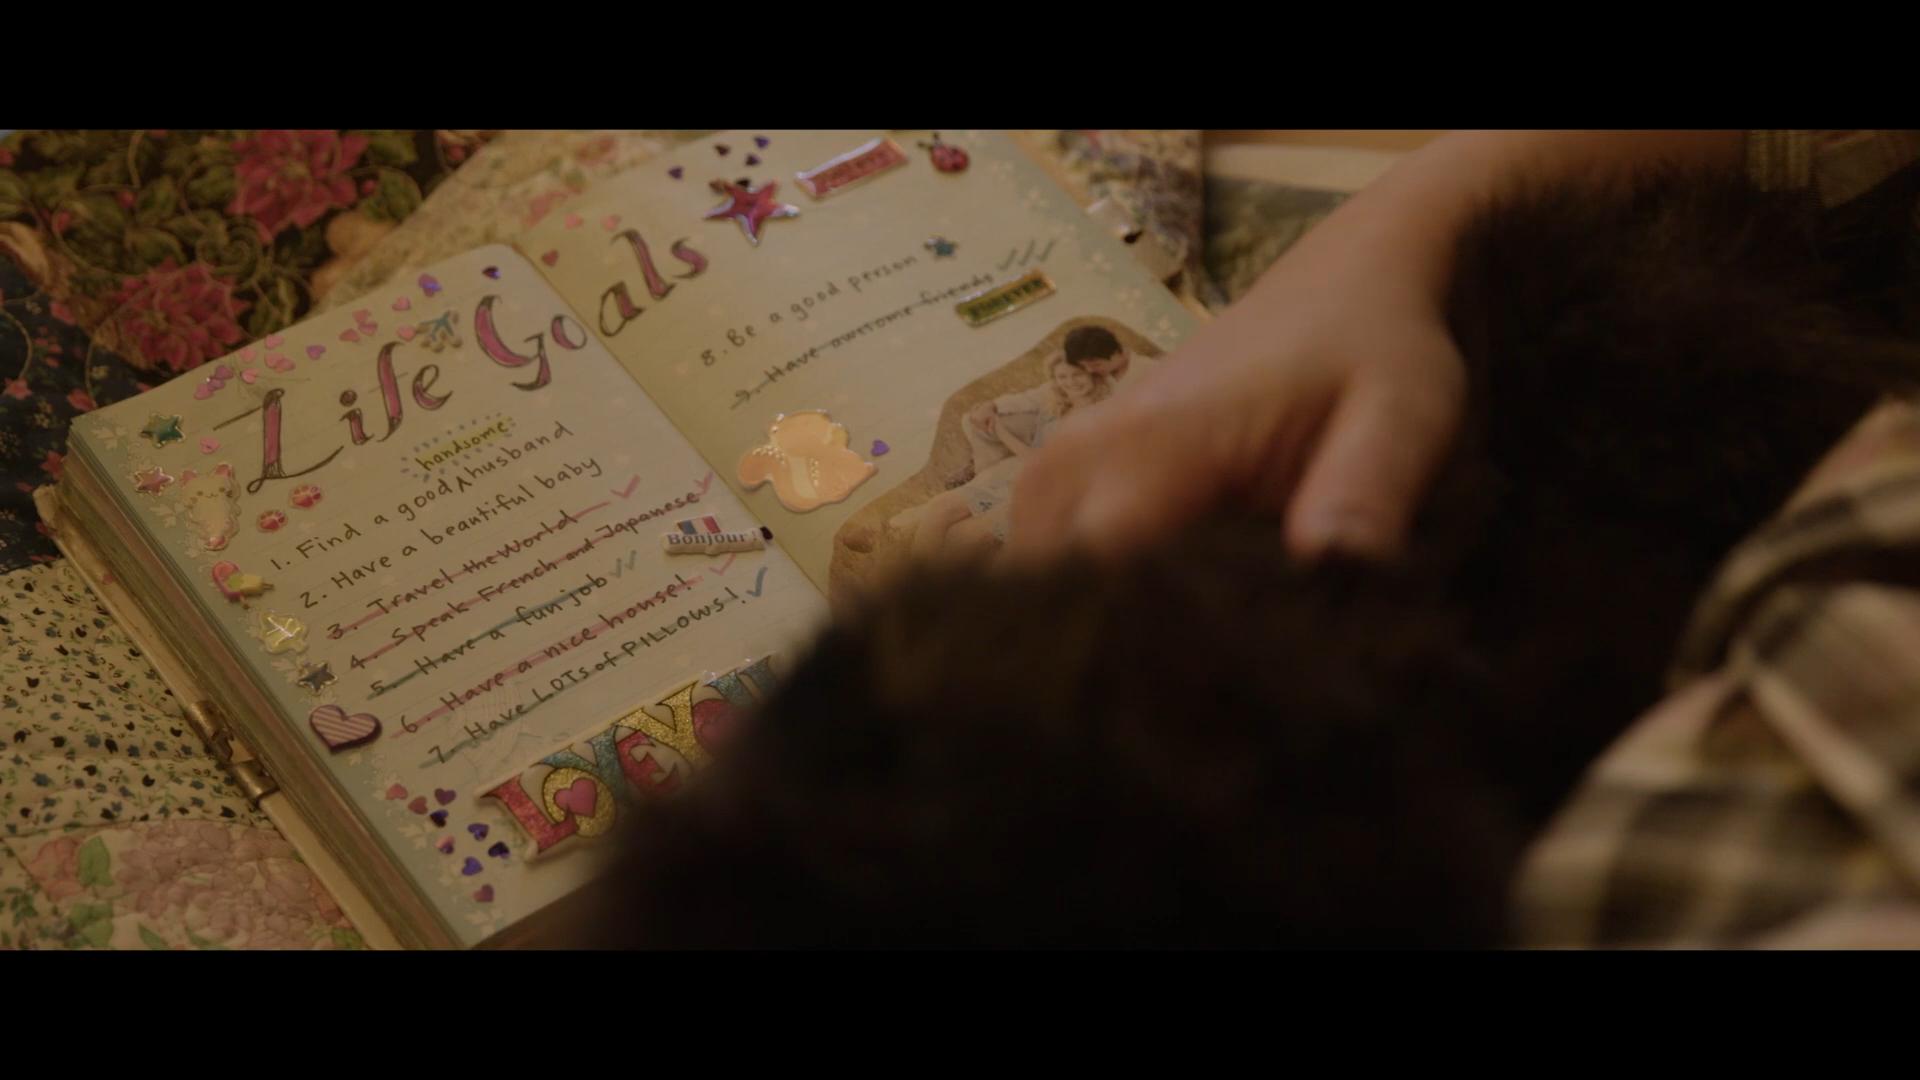 Life Goals
handsome
1. Find a good ^ husband
2. Have a beautiful baby
3. Travel the World
4. Speak French and Japanese
Bonjour!
5. Have a fun job
6. Have a nice house!
7. Have LOTS of PILLOWS!
LOVE
8. Be a good person
9. Have awesome friends
FOREVER